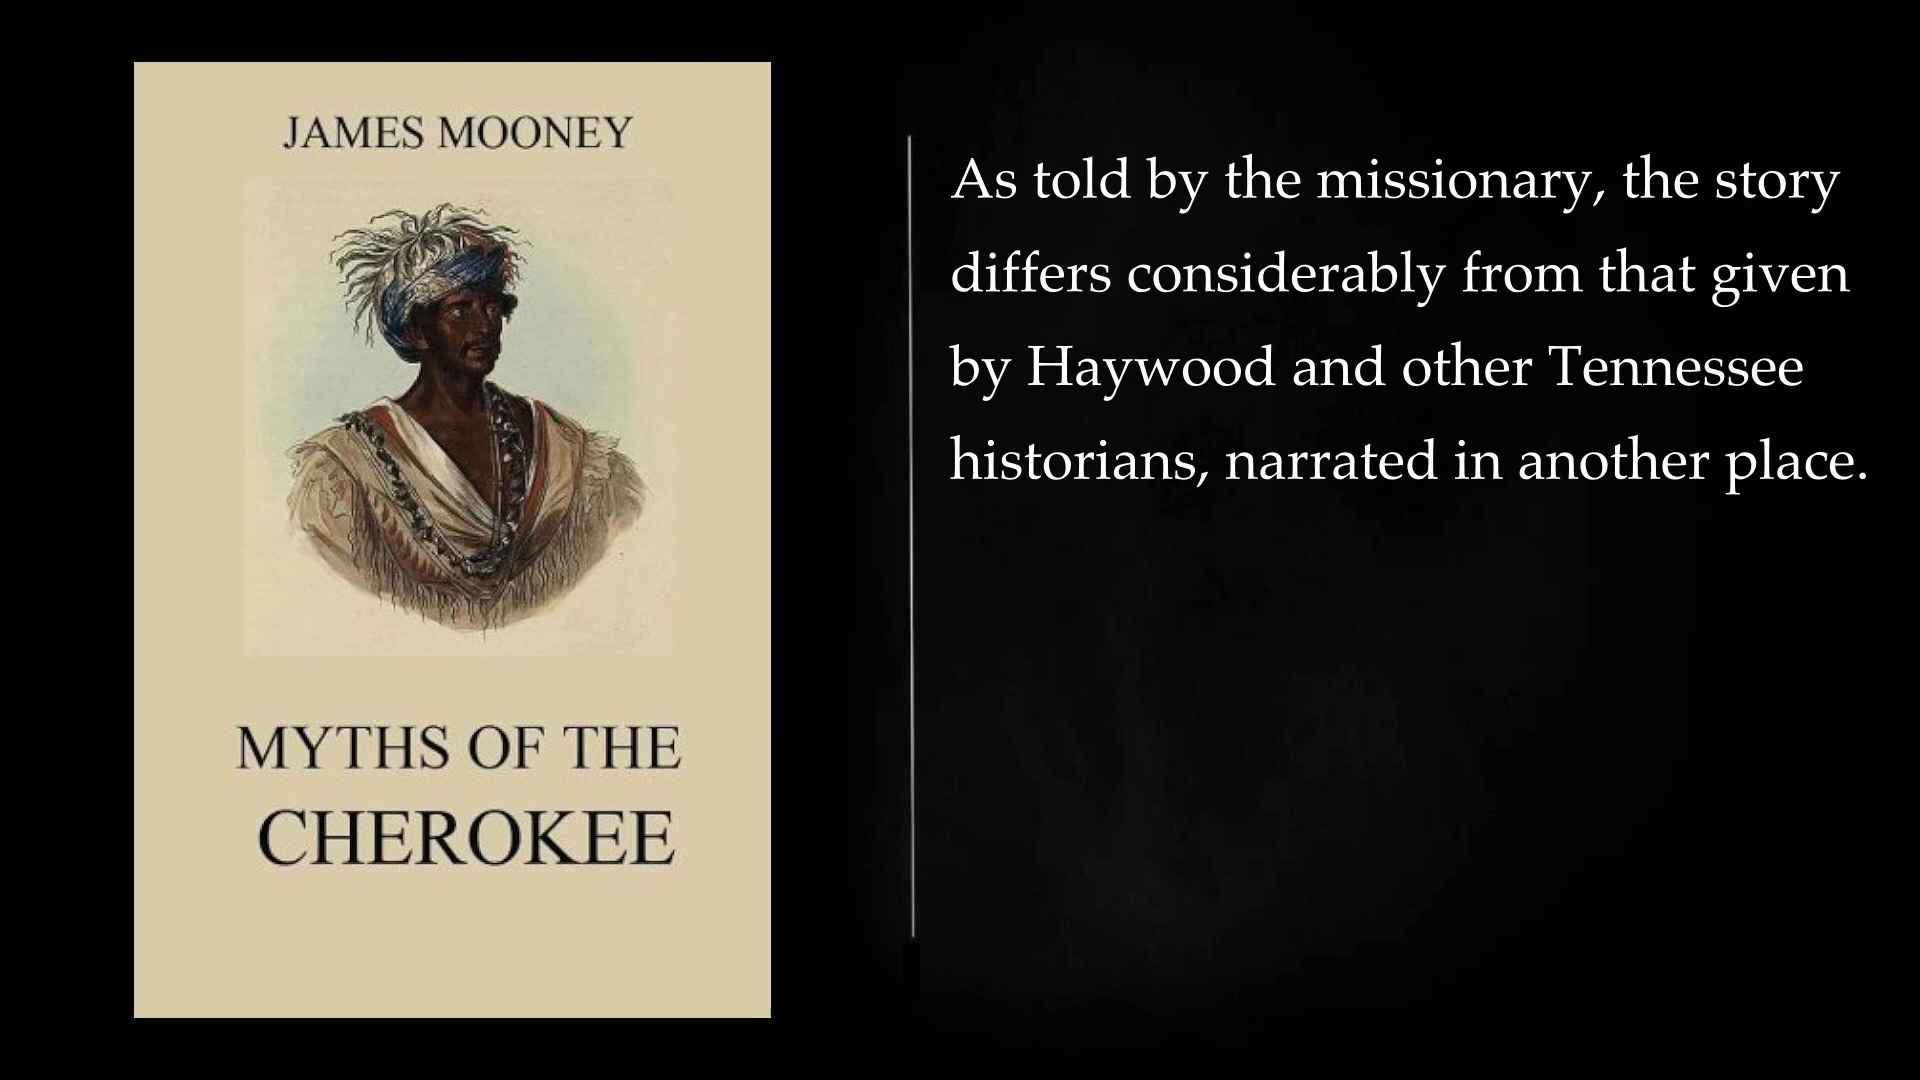 JAMES MOONEY
MYTHS OF THE
CHEROKEE
As told by the missionary, the story
differs considerably from that given
by Haywood and other Tennessee
historians, narrated in another place.